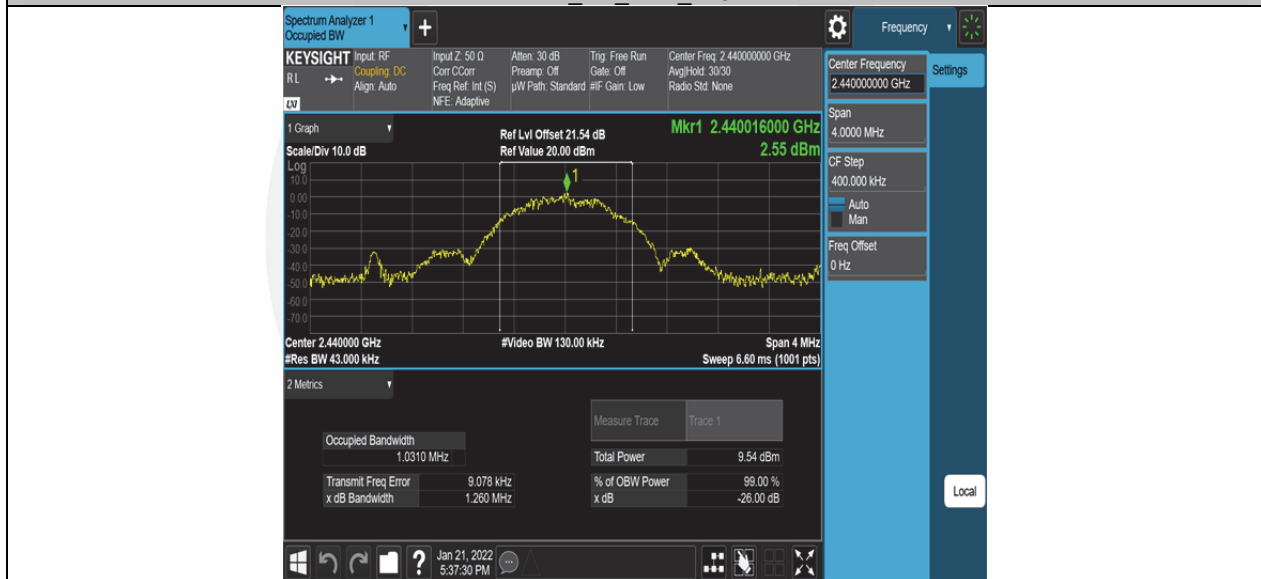 Spectrum Analyzer 1
Occupied BW
+
Frequency
KEYSIGHT
RL
LXI
Input: RF
Coupling: DC
Align: Auto
Input Z: 50 Ω
Corr CCorr
Freq Ref: Int (S)
NFE: Adaptive
Atten: 30 dB
Preamp: Off
µW Path: Standard
Trig: Free Run
Gate: Off
#IF Gain: Low
Center Freq: 2.440000000 GHz
Avg|Hold: 30/30
Radio Std: None
Center Frequency
2.440000000 GHz
Settings
Span
4.0000 MHz
CF Step
400.000 kHz
Auto
Man
Freq Offset
0 Hz
Local
1 Graph
Scale/Div 10.0 dB
Ref Lvl Offset 21.54 dB
Ref Value 20.00 dBm
Mkr1 2.440016000 GHz
2.55 dBm
Log
10.0
0.00
-10.0
-20.0
-30.0
-40.0
-50.0
-60.0
-70.0
1
Center 2.440000 GHz
#Video BW 130.00 kHz
Span 4 MHz
#Res BW 43.000 kHz
Sweep 6.60 ms (1001 pts)
2 Metrics
Measure Trace Trace 1
Occupied Bandwidth
1.0310 MHz
Total Power 9.54 dBm
Transmit Freq Error 9.078 kHz
% of OBW Power 99.00 %
x dB Bandwidth 1.260 MHz
x dB -26.00 dB
?
Jan 21, 2022
5:37:30 PM